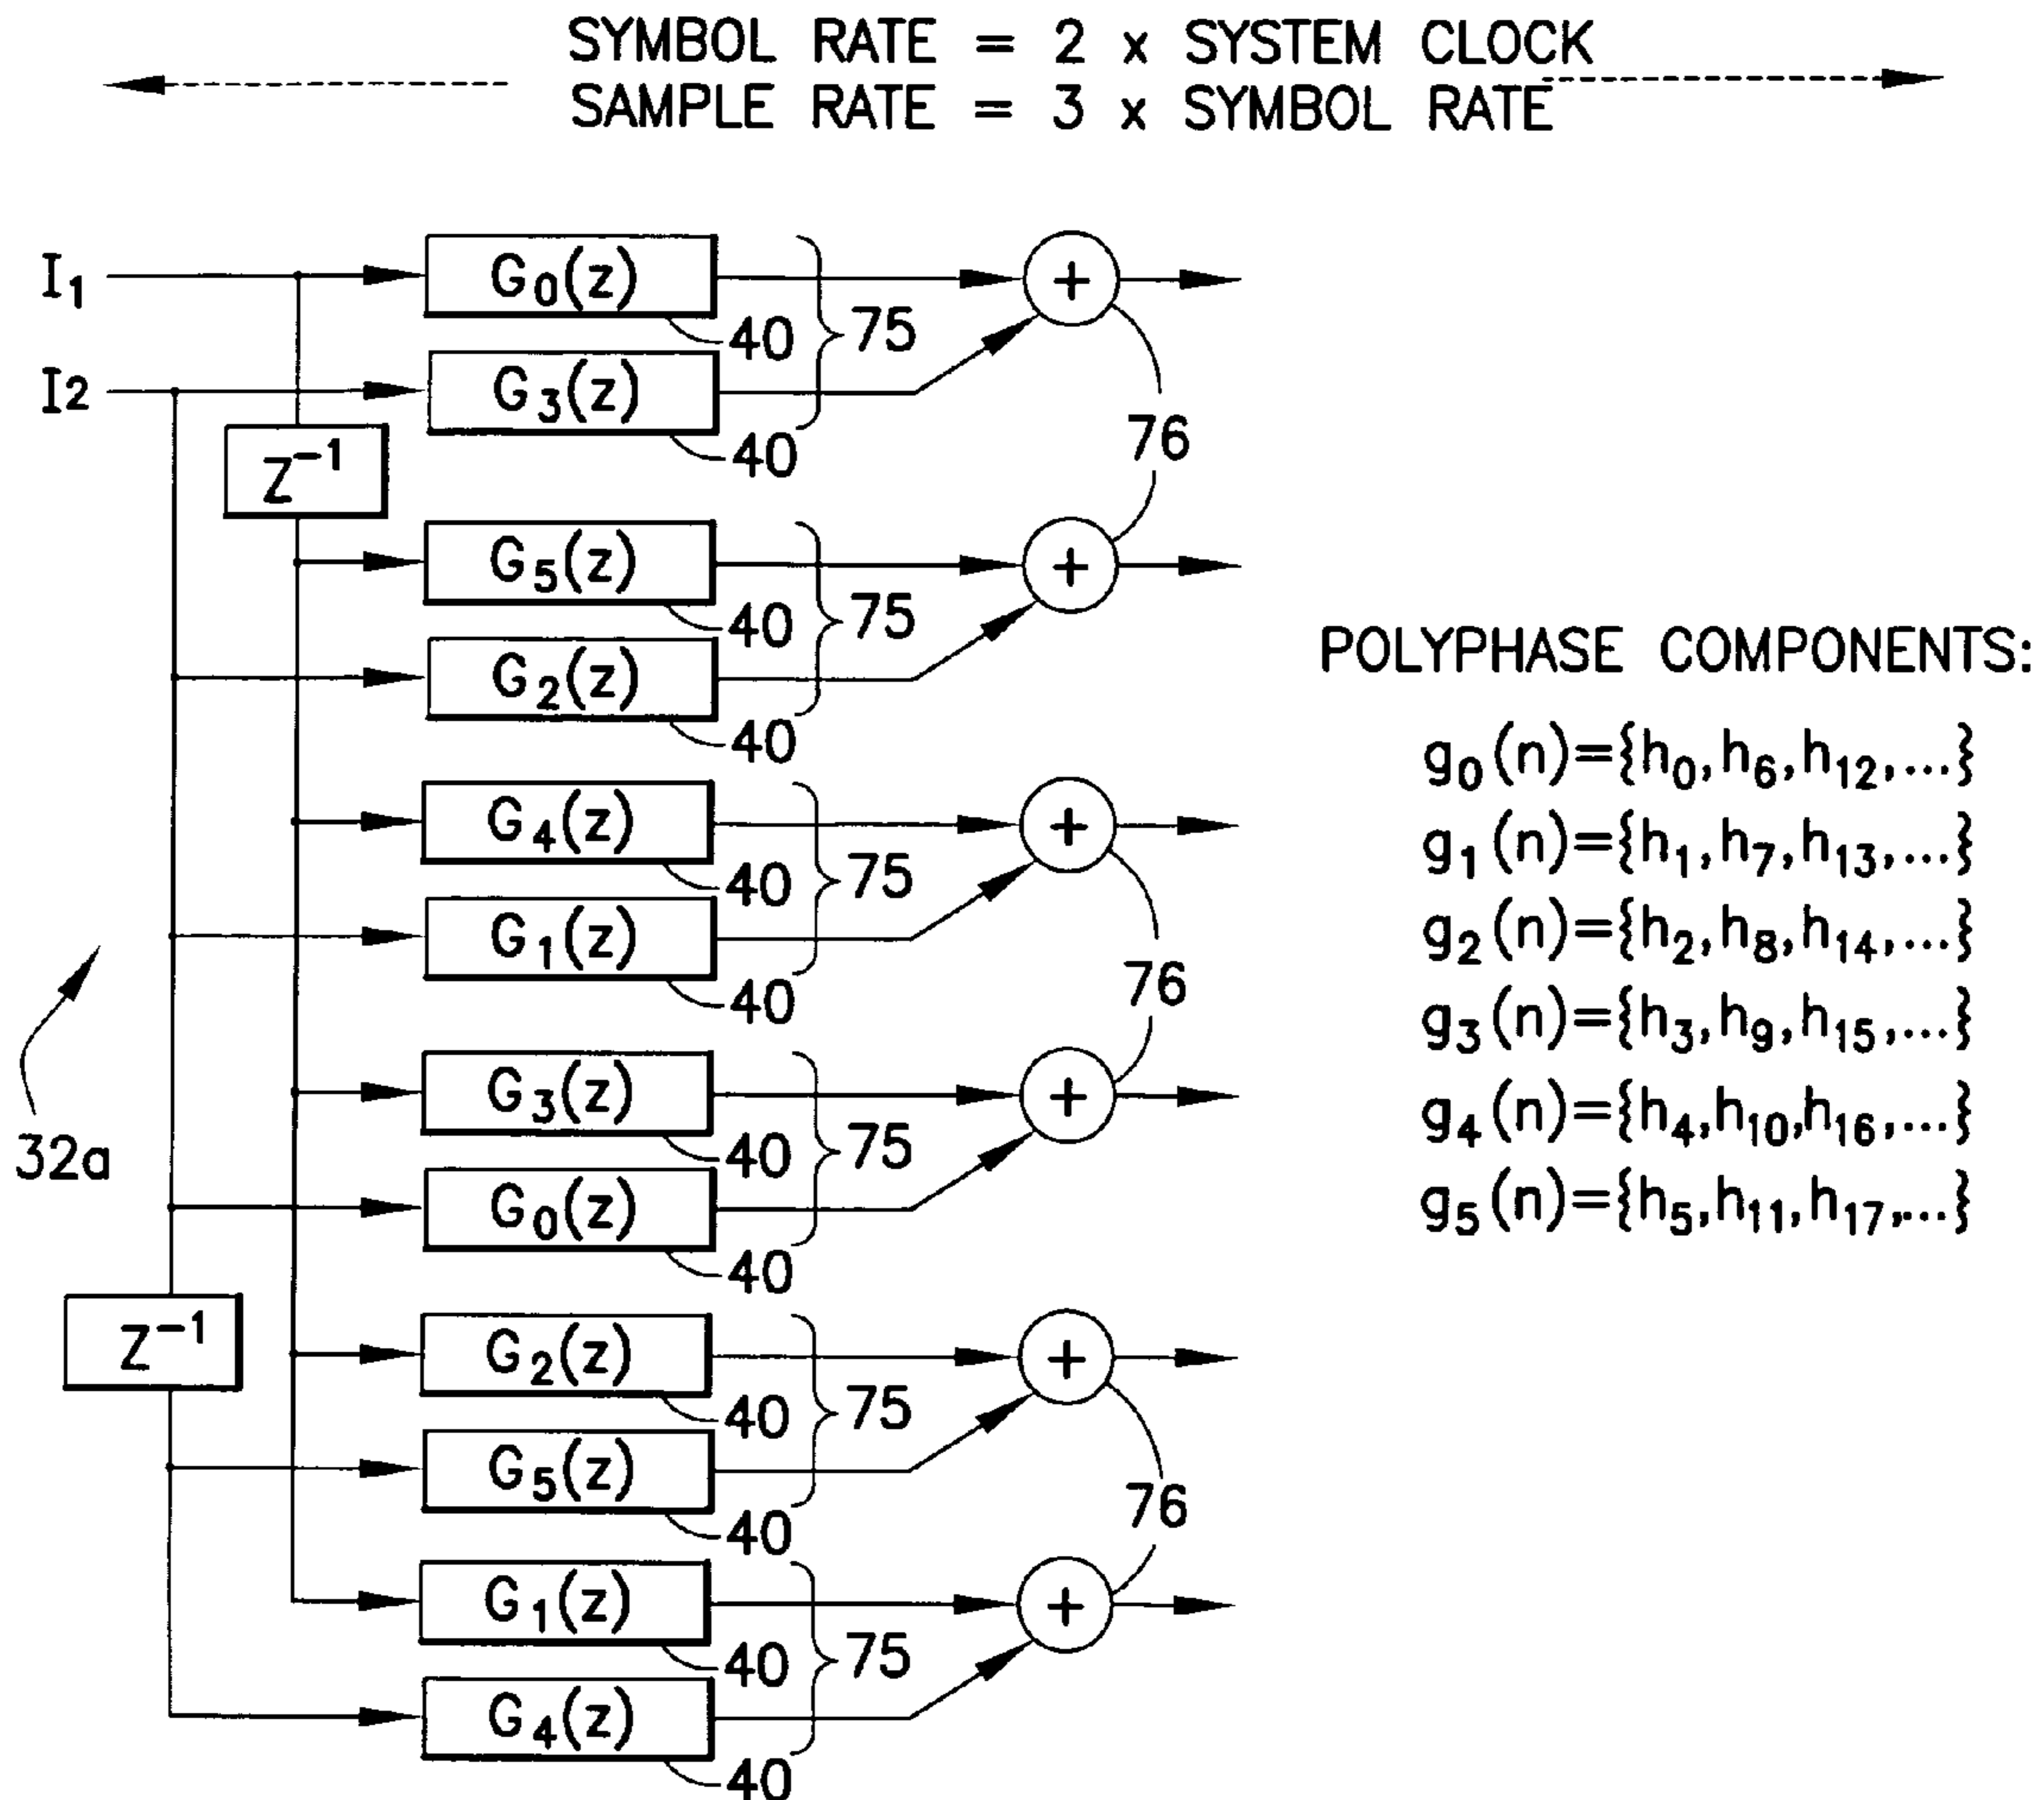 SYMBOL RATE = 2 x SYSTEM CLOCK
SAMPLE RATE = 3 x SYMBOL RATE
I1
G0(z)
40
75
+
I2
G3(z)
40
76
Z−1
G5(z)
40
75
+
G2(z)
40
G4(z)
40
75
+
G1(z)
40
76
32a
G3(z)
40
75
+
G0(z)
40
Z−1
G2(z)
40
75
+
G5(z)
40
76
G1(z)
40
75
+
G4(z)
40
POLYPHASE COMPONENTS:
g0(n)={h0,h6,h12,...}
g1(n)={h1,h7,h13,...}
g2(n)={h2,h8,h14,...}
g3(n)={h3,h9,h15,...}
g4(n)={h4,h10,h16,...}
g5(n)={h5,h11,h17,...}